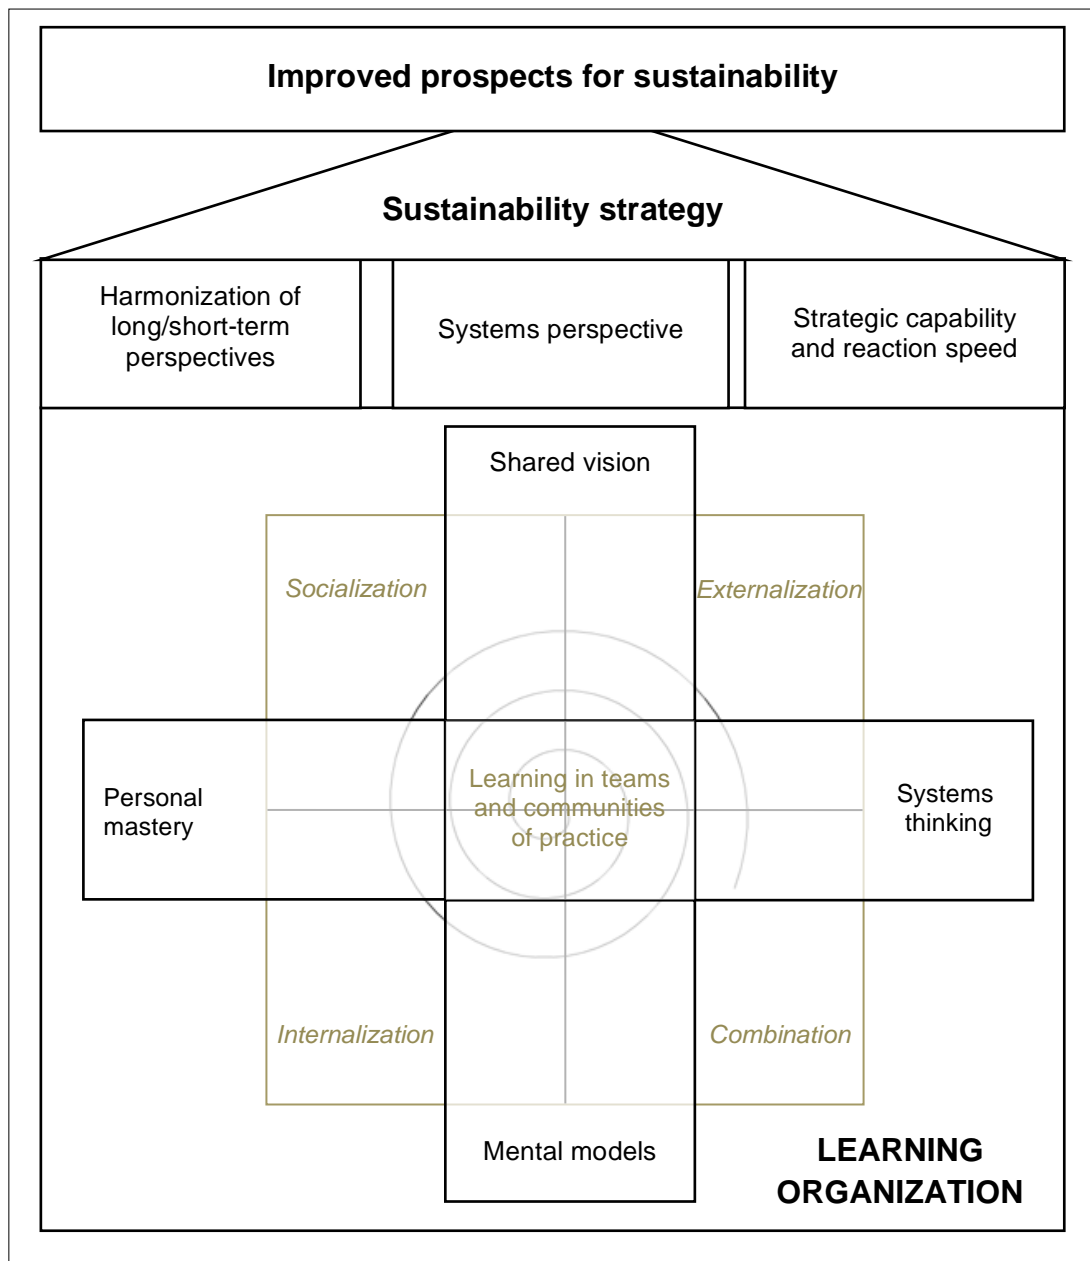 Improved prospects for sustainability
Sustainability strategy
Harmonization of
long/short-term
perspectives
Systems perspective
Strategic capability
and reaction speed
Shared vision
Socialization
Externalization
Personal
mastery
Learning in teams
and communities
of practice
Systems
thinking
Internalization
Combination
Mental models
LEARNING
ORGANIZATION